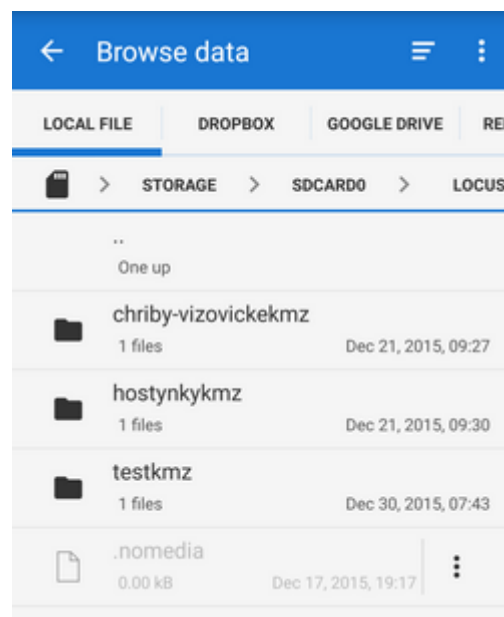 Browse data
LOCAL FILE DROPBOX GOOGLE DRIVE RE
STORAGE SDCARD0 LOCUS
..
One up
chriby-vizovickekmz
1 files Dec 21, 2015, 09:27
hostynkykmz
1 files Dec 21, 2015, 09:30
testkmz
1 files Dec 30, 2015, 07:43
.nomedia
0.00 kB Dec 17, 2015, 19:17